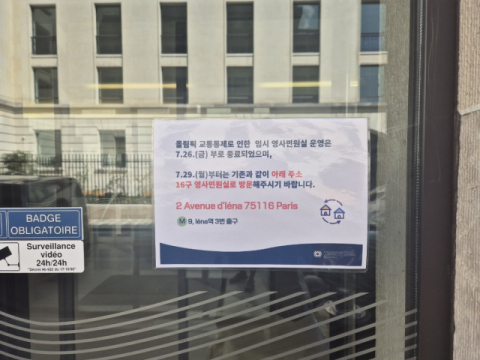 올림픽 교통통제로 인한 임시 영사민원실 운영은
7.26.(금) 부로 종료되었으며,
7.29.(월)부터는 기존과 같이 아래 주소
16구 영사민원실로 방문해주시기 바랍니다.
2 Avenue d'Iéna 75116 Paris
M 9, Iéna역 3번 출구
BADGE
OBLIGATOIRE
Surveillance
vidéo
24h/24h